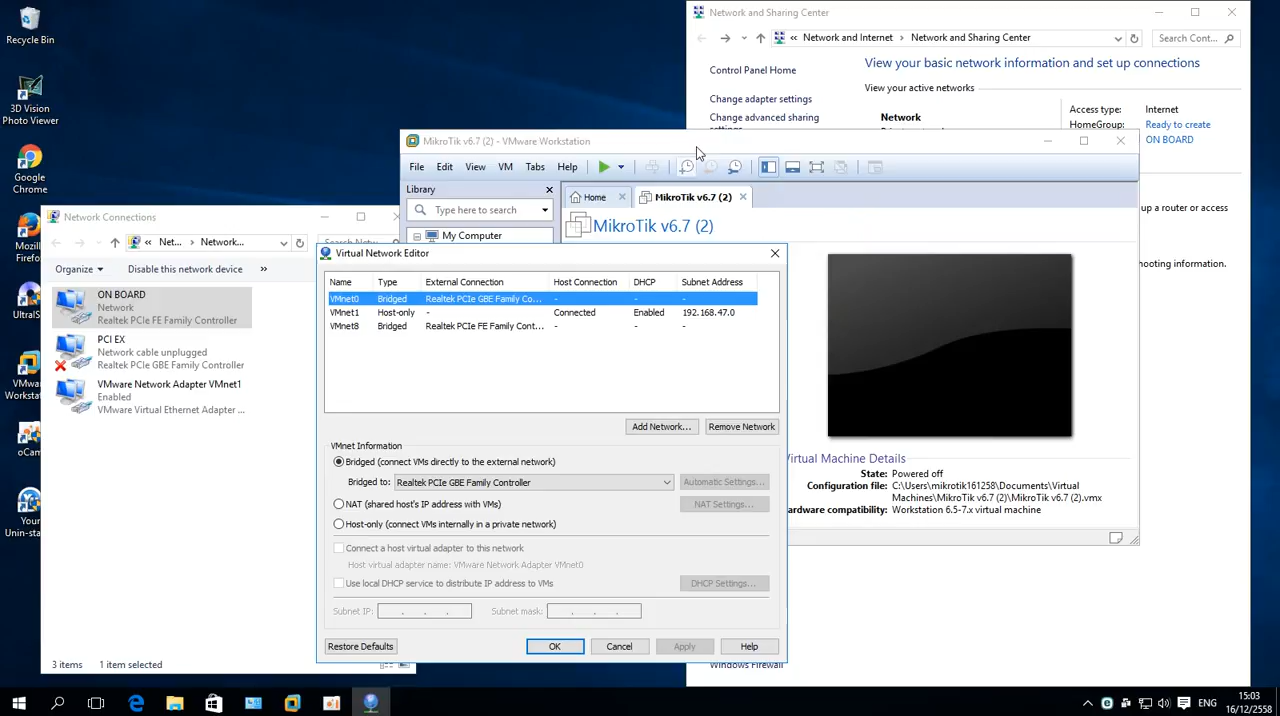 Recycle Bin
3D Vision
Photo Viewer
Google
Chrome
Mozilla
Firefox
UltraIS
VMware
Workst
oCam
Your
Unin-sta
Network and Sharing Center
« Network and Internet > Network and Sharing Center
Search Cont...
Control Panel Home
Change adapter settings
Change advanced sharing
settings
View your basic network information and set up connections
View your active networks
Network
Access type: Internet
HomeGroup: Ready to create
ON BOARD
up a router or access
shooting information.
Windows Firewall
MikroTik v6.7 (2) - VMware Workstation
File Edit View VM Tabs Help
Library
Type here to search
My Computer
Home
MikroTik v6.7 (2)
MikroTik v6.7 (2)
Virtual Machine Details
State: Powered off
Configuration file: C:\Users\mikrotik161258\Documents\Virtual
Machines\MikroTik v6.7 (2)\MikroTik v6.7 (2).vmx
ardware compatibility: Workstation 6.5-7.x virtual machine
Network Connections
« Net... > Network...
Organize
Disable this network device
»
ON BOARD
Network
Realtek PCIe FE Family Controller
PCI EX
Network cable unplugged
Realtek PCIe GBE Family Controller
VMware Network Adapter VMnet1
Enabled
VMware Virtual Ethernet Adapter ...
3 items 1 item selected
Virtual Network Editor
Name Type External Connection Host Connection DHCP Subnet Address
VMnet0 Bridged Realtek PCIe GBE Family Co... - - -
VMnet1 Host-only - Connected Enabled 192.168.47.0
VMnet8 Bridged Realtek PCIe FE Family Cont... - - -
Add Network... Remove Network
VMnet Information
Bridged (connect VMs directly to the external network)
Bridged to: Realtek PCIe GBE Family Controller Automatic Settings...
NAT (shared host's IP address with VMs) NAT Settings...
Host-only (connect VMs internally in a private network)
Connect a host virtual adapter to this network
Host virtual adapter name: VMware Network Adapter VMnet0
Use local DHCP service to distribute IP address to VMs DHCP Settings...
Subnet IP: . . . Subnet mask: . . .
Restore Defaults OK Cancel Apply Help
ENG
15:03
16/12/2558